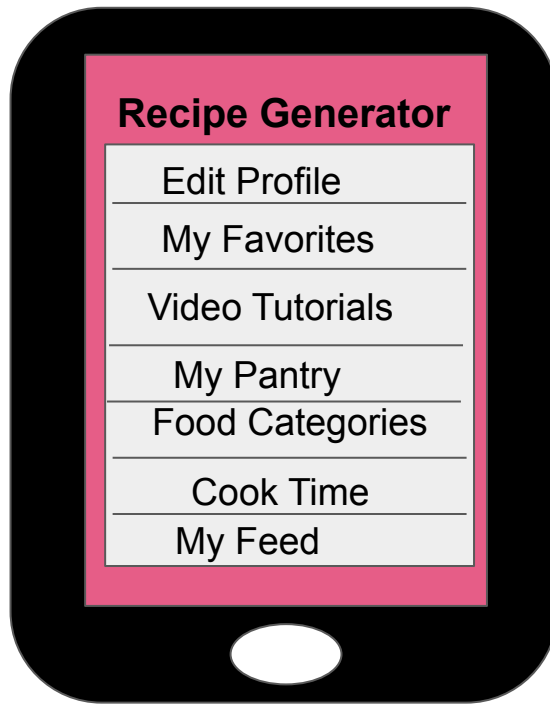 Recipe Generator
Edit Profile
My Favorites
Video Tutorials
My Pantry
Food Categories
Cook Time
My Feed